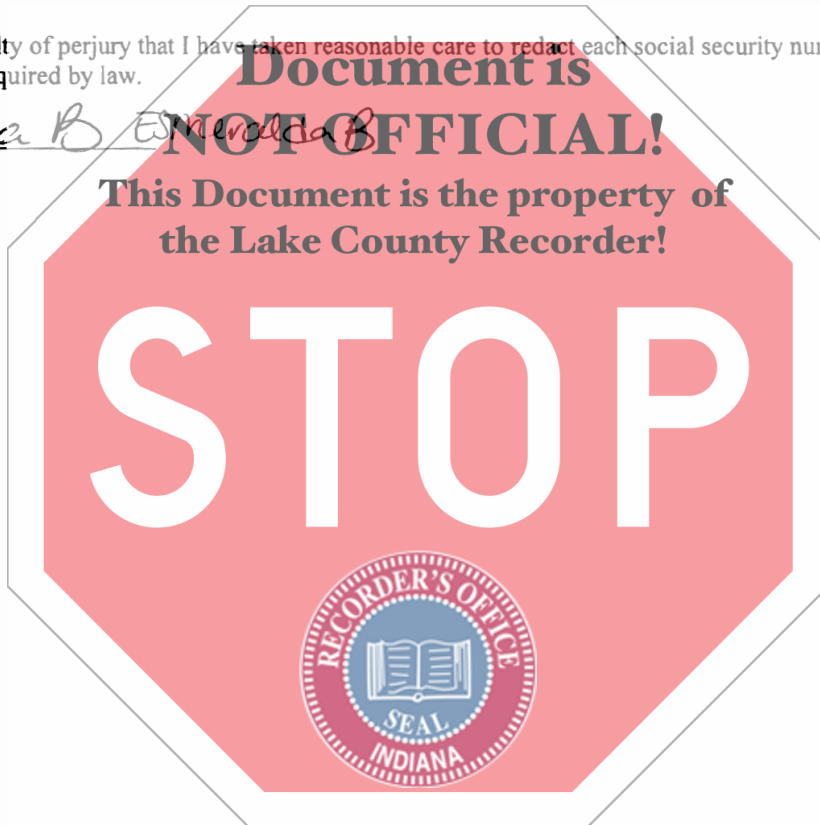 ty of perjury that I have taken reasonable care to redact each social security nu
quired by law.
Document is
a B Esmeralda B
NOT OFFICIAL!
This Document is the property of
the Lake County Recorder!
STOP
RECORDER'S OFFICE
SEAL
INDIANA